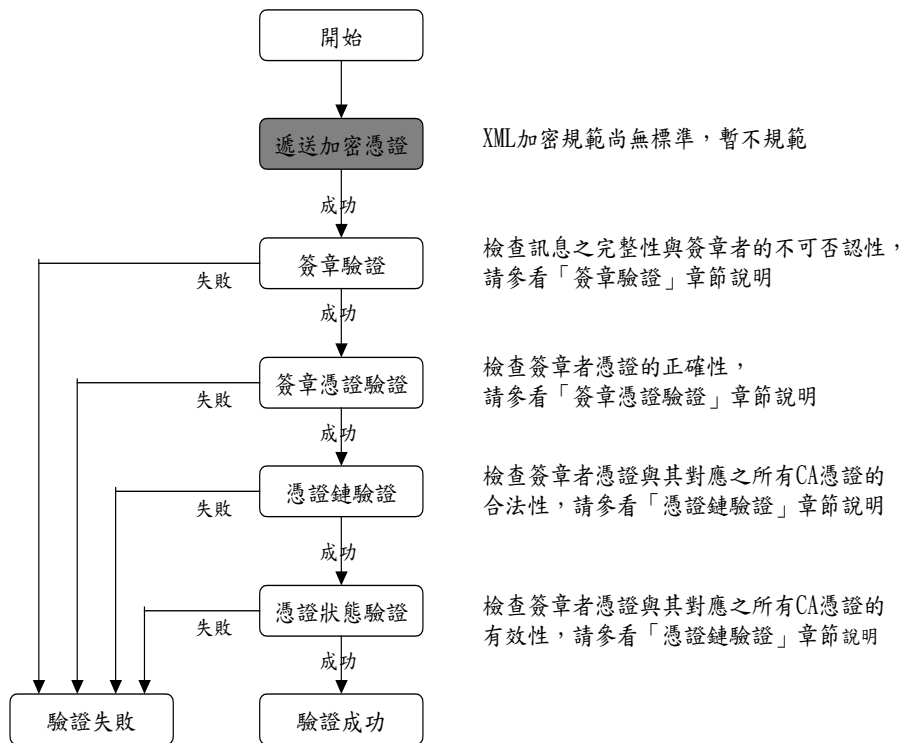 開始
遞送加密憑證
XML加密規範尚無標準，暫不規範
成功
簽章驗證
檢查訊息之完整性與簽章者的不可否認性，
請參看「簽章驗證」章節說明
失敗
成功
簽章憑證驗證
檢查簽章者憑證的正確性，
請參看「簽章憑證驗證」章節說明
失敗
成功
憑證鏈驗證
檢查簽章者憑證與其對應之所有CA憑證的
合法性，請參看「憑證鏈驗證」章節說明
失敗
成功
憑證狀態驗證
檢查簽章者憑證與其對應之所有CA憑證的
有效性，請參看「憑證鏈驗證」章節說明
失敗
成功
驗證失敗
驗證成功